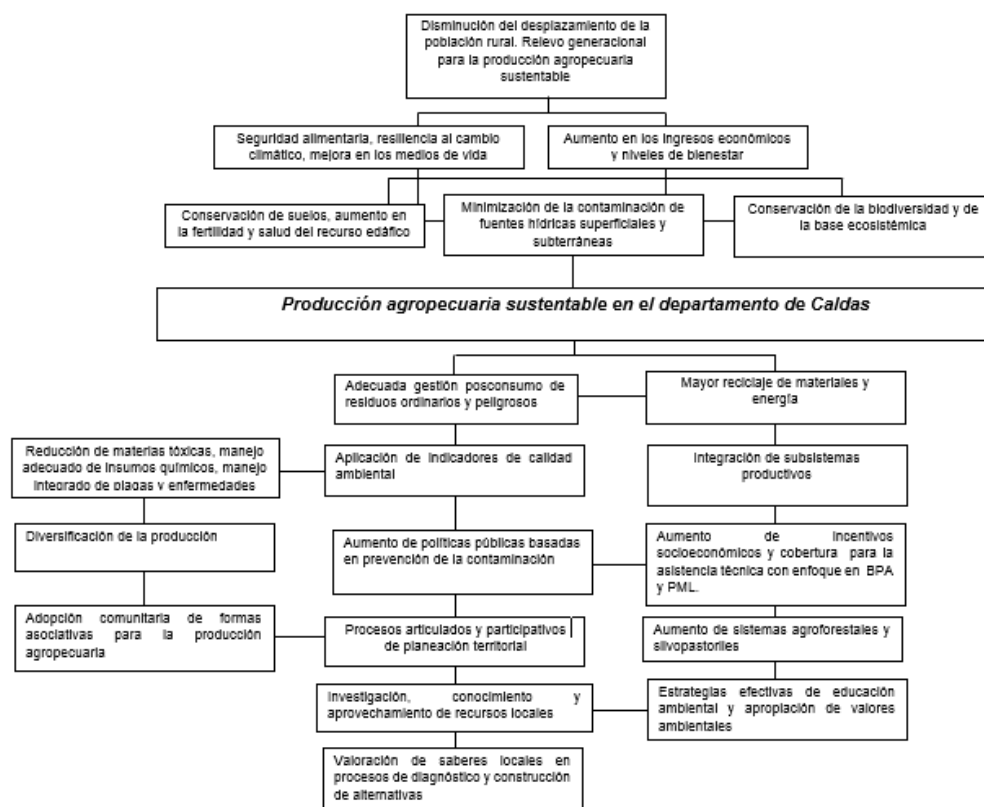 Disminución del desplazamiento de la
población rural. Relevo generacional
para la producción agropecuaria
sustentable
Seguridad alimentaria, resiliencia al cambio
climático, mejora en los medios de vida
Aumento en los ingresos económicos
y niveles de bienestar
Conservación de suelos, aumento en
la fertilidad y salud del recurso edáfico
Minimización de la contaminación de
fuentes hídricas superficiales y
subterráneas
Conservación de la biodiversidad y de
la base ecosistémica
Producción agropecuaria sustentable en el departamento de Caldas
Adecuada gestión posconsumo de
residuos ordinarios y peligrosos
Mayor reciclaje de materiales y
energía
Reducción de materias tóxicas, manejo
adecuado de insumos químicos, manejo
integrado de plagas y enfermedades
Aplicación de indicadores de calidad
ambiental
Integración de subsistemas
productivos
Diversificación de la producción
Aumento de políticas públicas basadas
en prevención de la contaminación
Aumento de incentivos
socioeconómicos y cobertura para la
asistencia técnica con enfoque en BPA
y PML.
Adopción comunitaria de formas
asociativas para la producción
agropecuaria
Procesos articulados y participativos
de planeación territorial
Aumento de sistemas agroforestales y
silvopastoriles
Investigación, conocimiento y
aprovechamiento de recursos locales
Estrategias efectivas de educación
ambiental y apropiación de valores
ambientales
Valoración de saberes locales en
procesos de diagnóstico y construcción
de alternativas